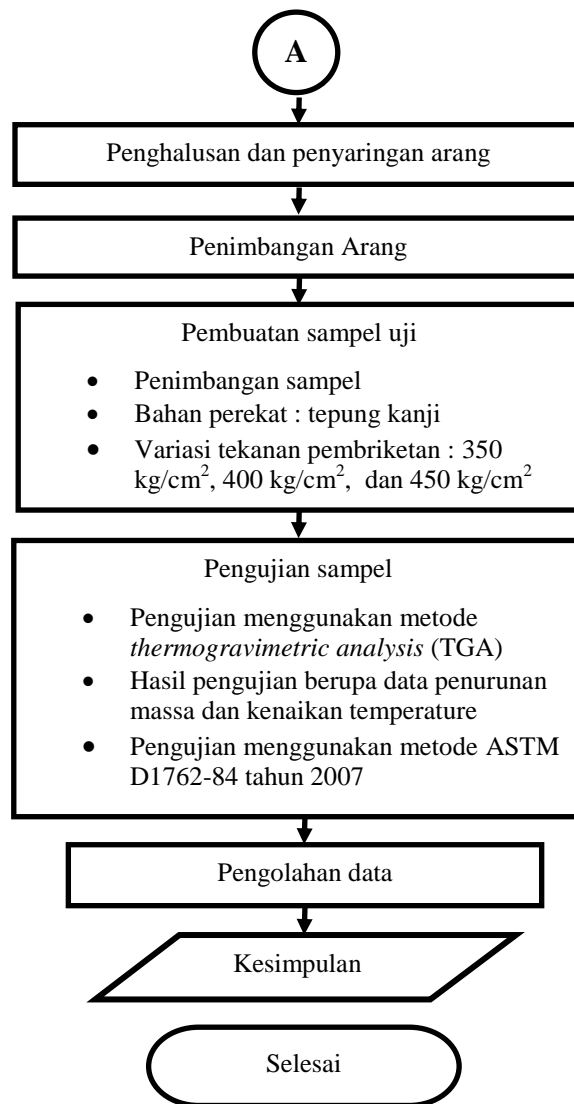 A
Penghalusan dan penyaringan arang
Penimbangan Arang
Pembuatan sampel uji
• Penimbangan sampel
• Bahan perekat : tepung kanji
• Variasi tekanan pembriketan : 350
kg/cm², 400 kg/cm², dan 450 kg/cm²
Pengujian sampel
• Pengujian menggunakan metode
thermogravimetric analysis (TGA)
• Hasil pengujian berupa data penurunan
massa dan kenaikan temperature
• Pengujian menggunakan metode ASTM
D1762-84 tahun 2007
Pengolahan data
Kesimpulan
Selesai